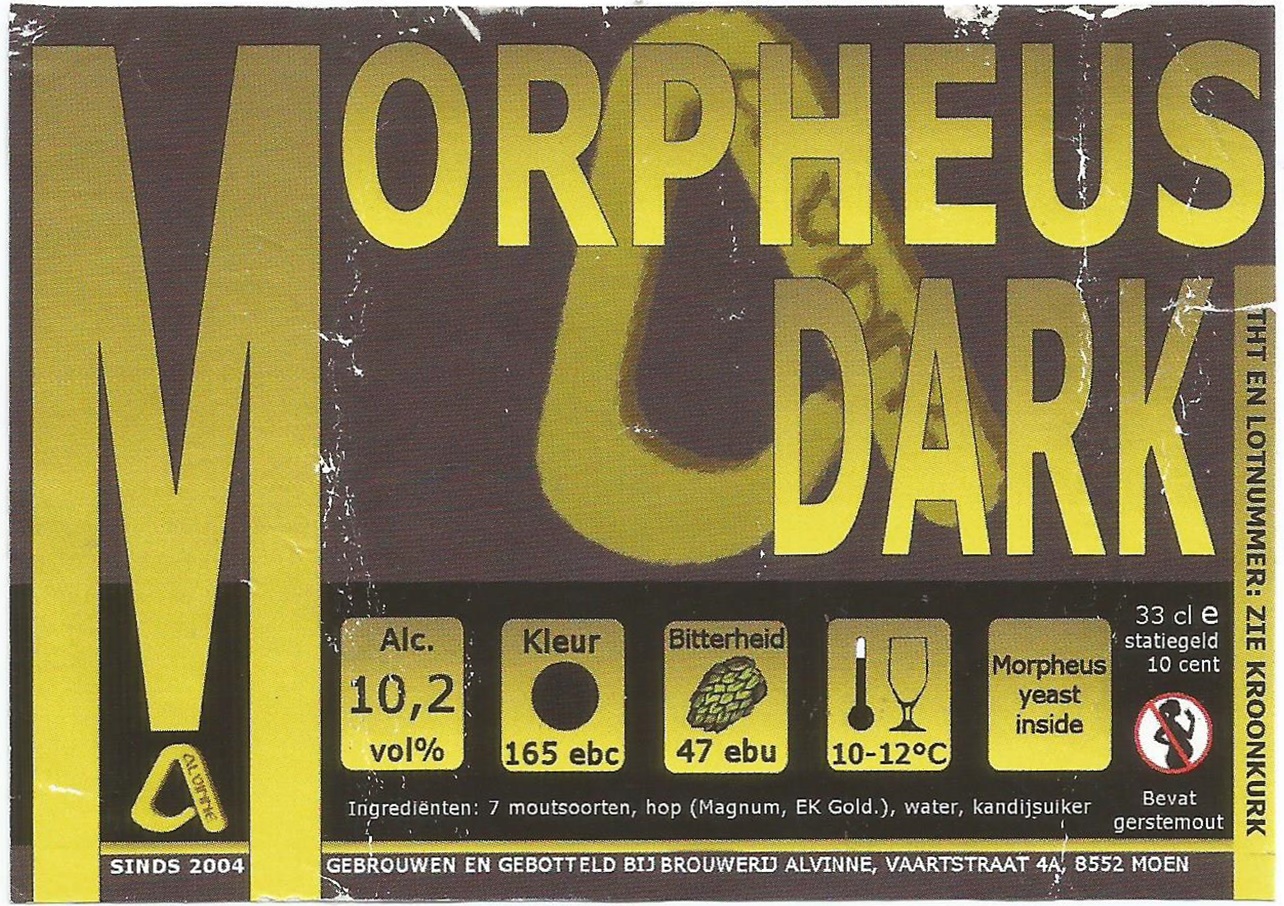 MORPHEUS
DARK
Alc.
10,2
vol%
Kleur
165 ebc
Bitterheid
47 ebu
10-12°C
Morpheus
yeast
inside
33 cl e
statiegeld
10 cent
Bevat
gerstemout
Ingrediënten: 7 moutsoorten, hop (Magnum, EK Gold.), water, kandijsuiker
ALVINNE
SINDS 2004
GEBROUWEN EN GEBOTTELD BIJ BROUWERIJ ALVINNE, VAARTSTRAAT 4A, 8552 MOEN
THT EN LOTNUMMER: ZIE KROONKURK